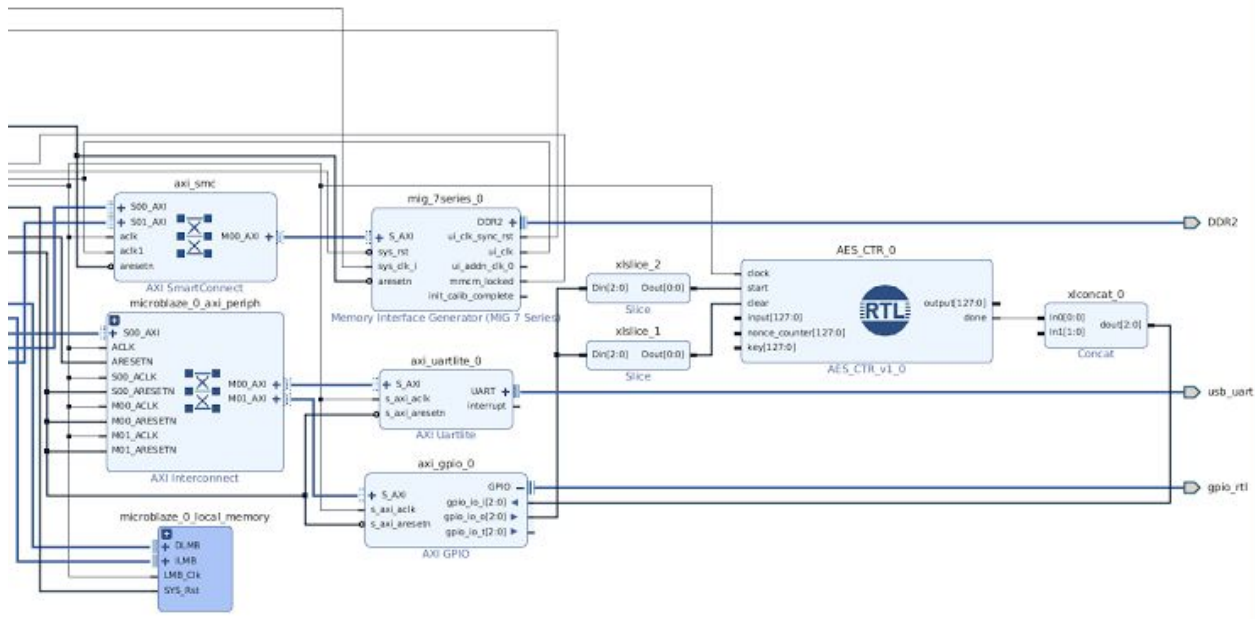 axi_smc
S00_AXI
S01_AXI
aclk
aclk1
aresetn
M00_AXI
AXI SmartConnect
microblaze_0_axi_periph
S00_AXI
ACLK
ARESETN
S00_ACLK
S00_ARESETN
M00_ACLK
M00_ARESETN
M01_ACLK
M01_ARESETN
M00_AXI
M01_AXI
AXI Interconnect
microblaze_0_local_memory
DLMB
ILMB
LMB_Clk
SYS_Rst
mig_7series_0
S_AXI
sys_rst
sys_clk_i
aresetn
DDR2
ui_clk_sync_rst
ui_clk
ui_addn_clk_0
mmcm_locked
init_calib_complete
Memory Interface Generator (MIG 7 Series)
axi_uartlite_0
S_AXI
s_axi_aclk
s_axi_aresetn
UART
interrupt
AXI Uartlite
axi_gpio_0
S_AXI
s_axi_aclk
s_axi_aresetn
GPIO
gpio_io_i[2:0]
gpio_io_o[2:0]
gpio_io_t[2:0]
AXI GPIO
xlslice_2
Din[2:0] Dout[0:0]
Slice
xlslice_1
Din[2:0] Dout[0:0]
Slice
AES_CTR_0
clock
start
clear
input[127:0]
nonce_counter[127:0]
key[127:0]
RTL
output[127:0]
done
AES_CTR_v1_0
xlconcat_0
In0[0:0]
In1[1:0]
dout[2:0]
Concat
DDR2
usb_uart
gpio_rtl